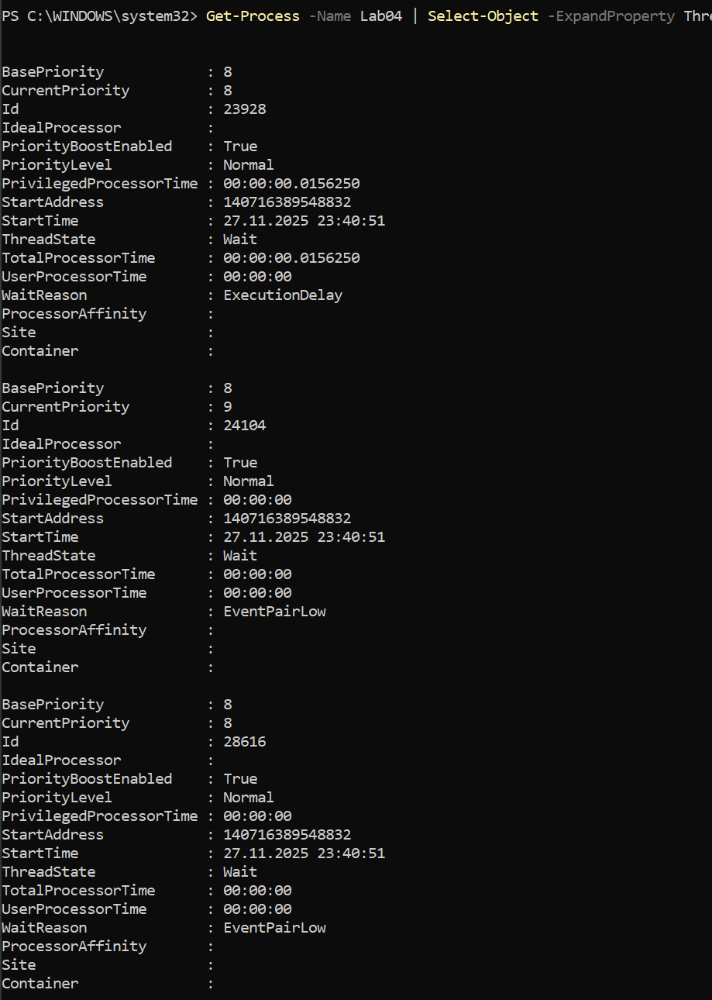 PS C:\WINDOWS\system32> Get-Process -Name Lab04 | Select-Object -ExpandProperty Thre
BasePriority : 8
CurrentPriority : 8
Id : 23928
IdealProcessor :
PriorityBoostEnabled : True
PriorityLevel : Normal
PrivilegedProcessorTime : 00:00:00.0156250
StartAddress : 140716389548832
StartTime : 27.11.2025 23:40:51
ThreadState : Wait
TotalProcessorTime : 00:00:00.0156250
UserProcessorTime : 00:00:00
WaitReason : ExecutionDelay
ProcessorAffinity :
Site :
Container :
BasePriority : 8
CurrentPriority : 9
Id : 24104
IdealProcessor :
PriorityBoostEnabled : True
PriorityLevel : Normal
PrivilegedProcessorTime : 00:00:00
StartAddress : 140716389548832
StartTime : 27.11.2025 23:40:51
ThreadState : Wait
TotalProcessorTime : 00:00:00
UserProcessorTime : 00:00:00
WaitReason : EventPairLow
ProcessorAffinity :
Site :
Container :
BasePriority : 8
CurrentPriority : 8
Id : 28616
IdealProcessor :
PriorityBoostEnabled : True
PriorityLevel : Normal
PrivilegedProcessorTime : 00:00:00
StartAddress : 140716389548832
StartTime : 27.11.2025 23:40:51
ThreadState : Wait
TotalProcessorTime : 00:00:00
UserProcessorTime : 00:00:00
WaitReason : EventPairLow
ProcessorAffinity :
Site :
Container :